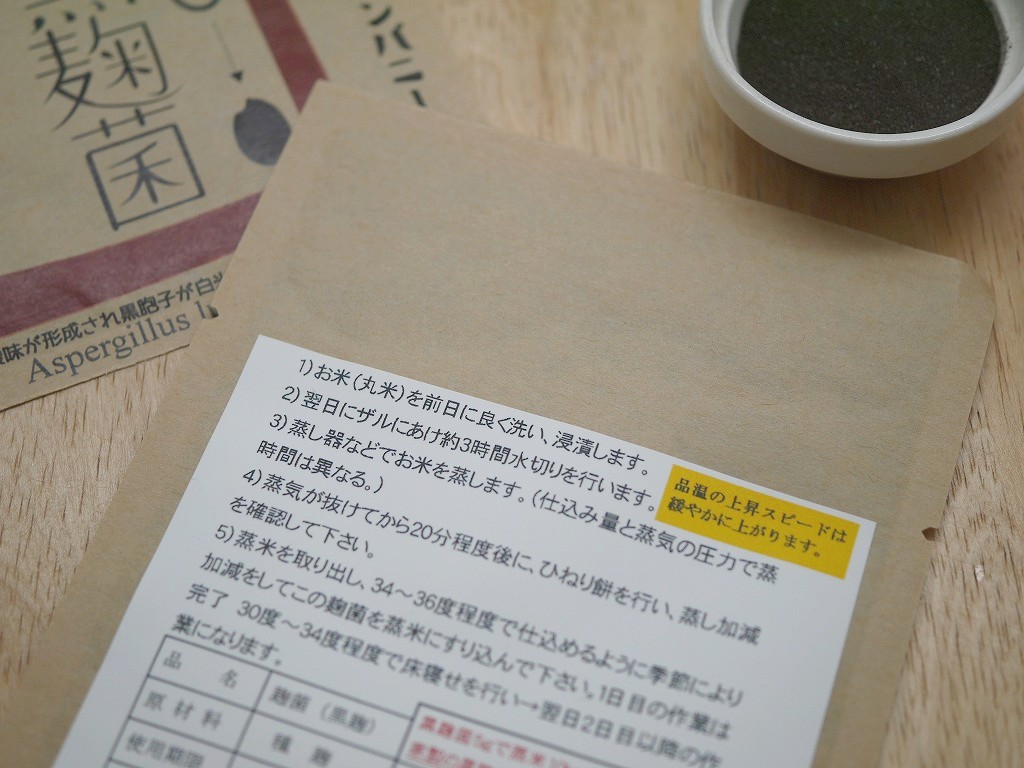 麹菌
ンパニー
味が形成され黒胞子が白
Aspergillus
1)お米(丸米)を前日に良く洗い、浸漬します。
2)翌日にザルにあけ約3時間水切りを行います。
3)蒸し器などでお米を蒸します。(仕込み量と蒸気の圧力で蒸
時間は異なる。)
4)蒸気が抜けてから20分程度後に、ひねり餅を行い、蒸し加減
を確認して下さい。
5)蒸米を取り出し、34～36度程度で仕込めるように季節により
加減をしてこの麹菌を蒸米にすり込んで下さい。1日目の作業は
完了 30度～34度程度で床寝せを行い→翌日2日目以降の作
業になります。
品温の上昇スピードは
緩やかに上がります。
品名 麹菌(黒麹)
原材料 種麹
使用期限
黒麹菌5gで蒸米